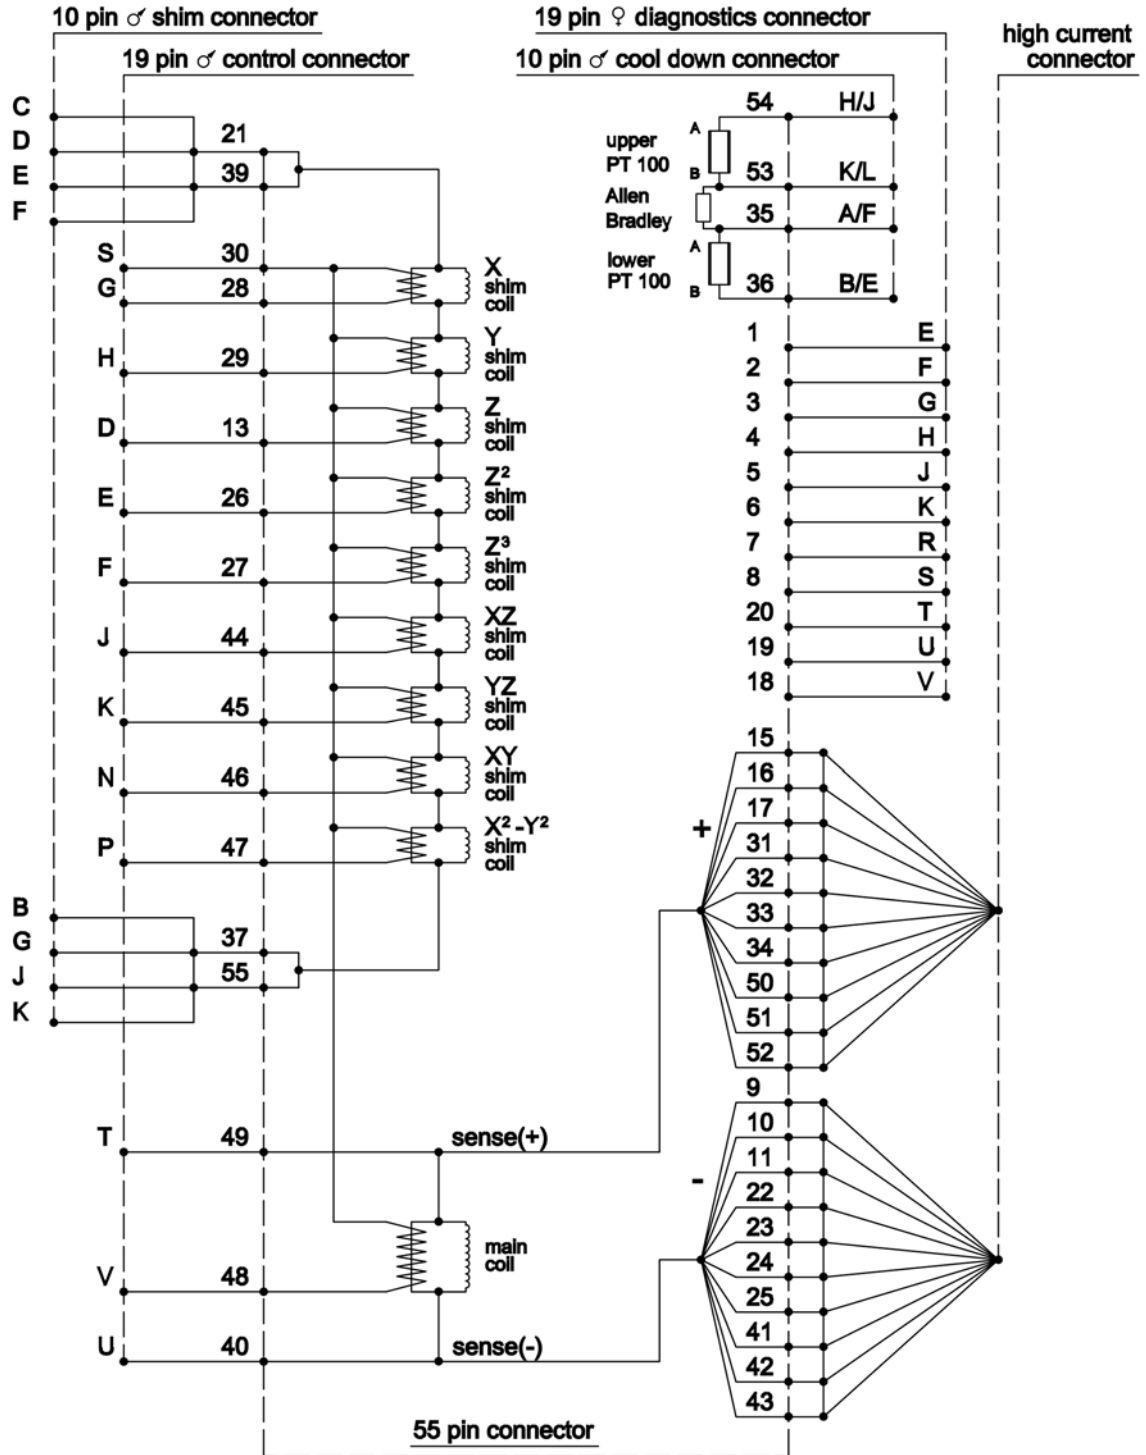 10 pin ♂ shim connector
19 pin ♂ control connector
19 pin ♀ diagnostics connector
10 pin ♂ cool down connector
high current
connector
C
D
E
F
21
39
S
G
30
28
X
shim
coil
H
29
Y
shim
coil
D
13
Z
shim
coil
E
26
Z²
shim
coil
F
27
Z³
shim
coil
J
44
XZ
shim
coil
K
45
YZ
shim
coil
N
46
XY
shim
coil
P
47
X² -Y²
shim
coil
B
G
J
K
37
55
T
49
sense(+)
V
48
main
coil
U
40
sense(-)
54
H/J
upper
PT 100
A
B
53
K/L
Allen
Bradley
35
A/F
lower
PT 100
A
B
36
B/E
1
E
2
F
3
G
4
H
5
J
6
K
7
R
8
S
20
T
19
U
18
V
+
15
16
17
31
32
33
34
50
51
52
-
9
10
11
22
23
24
25
41
42
43
55 pin connector